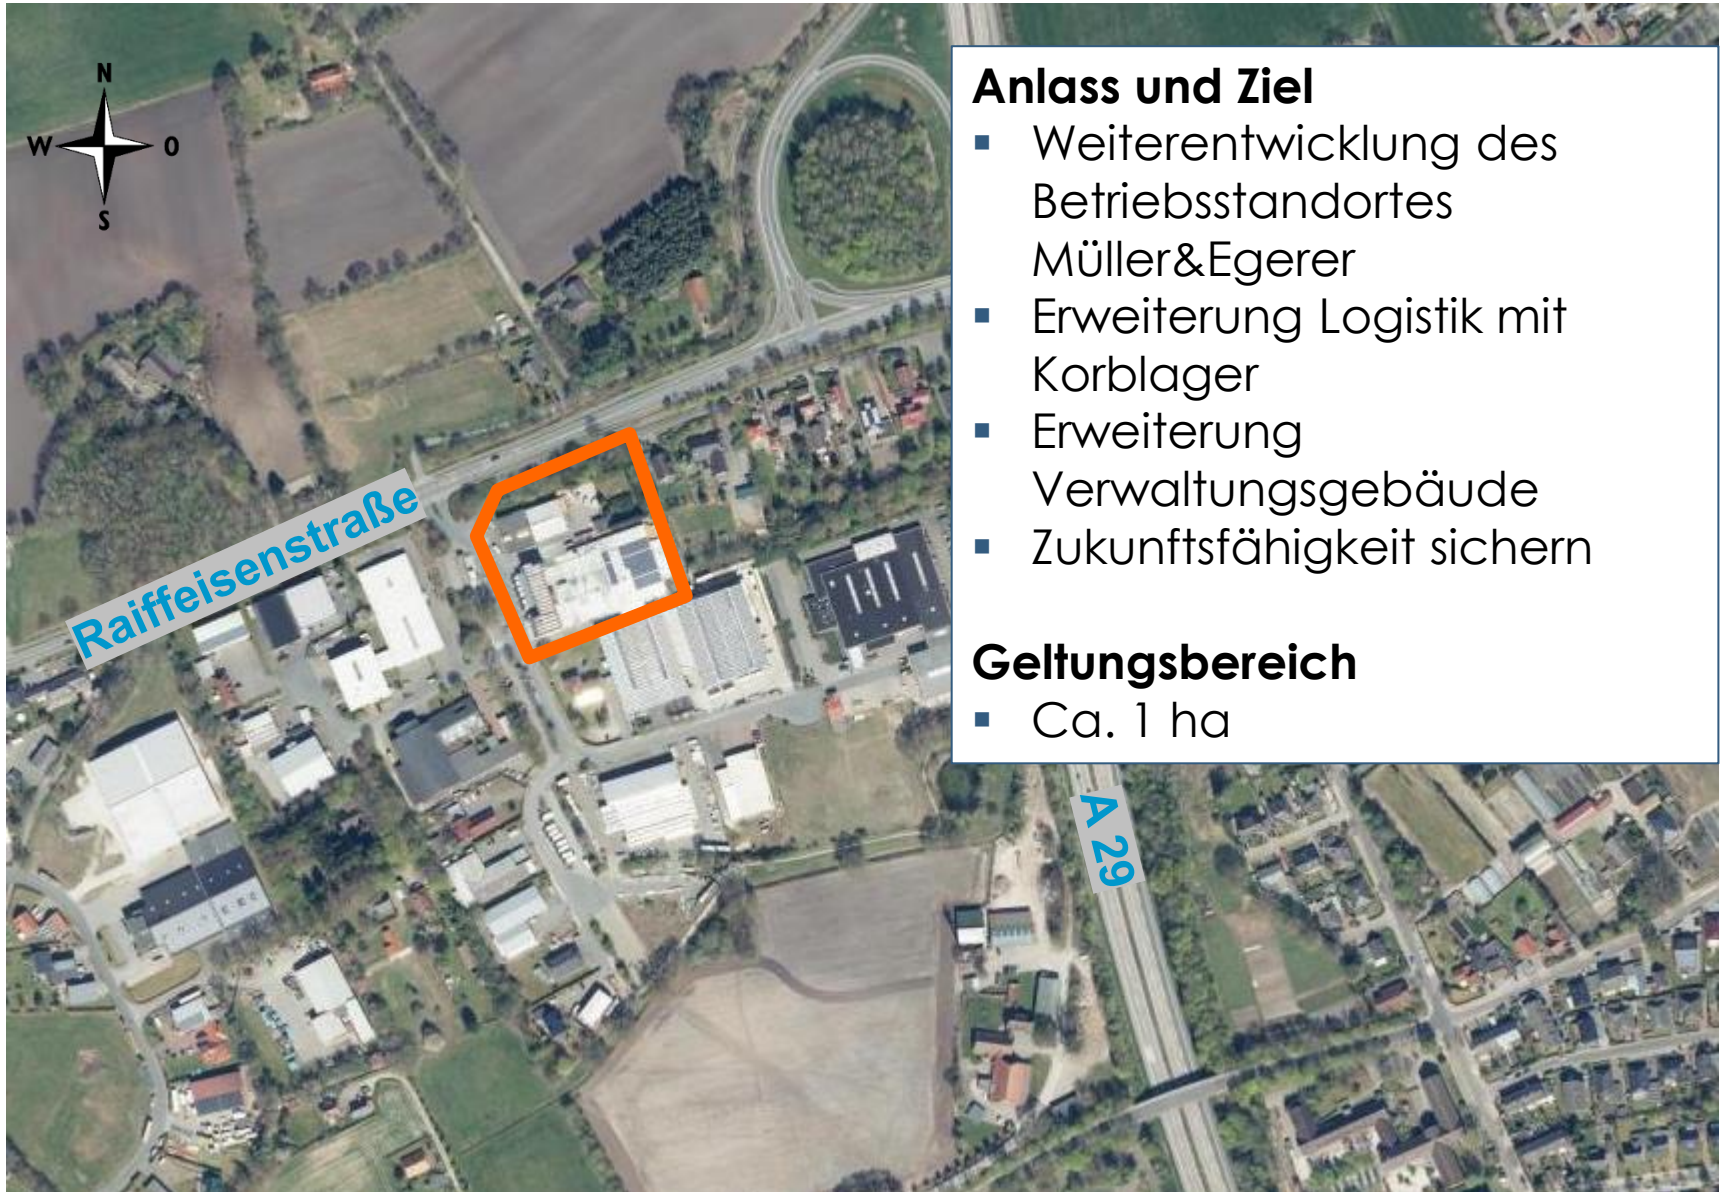 N
W
O
S
Anlass und Ziel
▪ Weiterentwicklung des
Betriebsstandortes
Müller&Egerer
▪ Erweiterung Logistik mit
Korblager
▪ Erweiterung
Verwaltungsgebäude
▪ Zukunftsfähigkeit sichern
Geltungsbereich
▪ Ca. 1 ha
Raiffeisenstraße
A 29